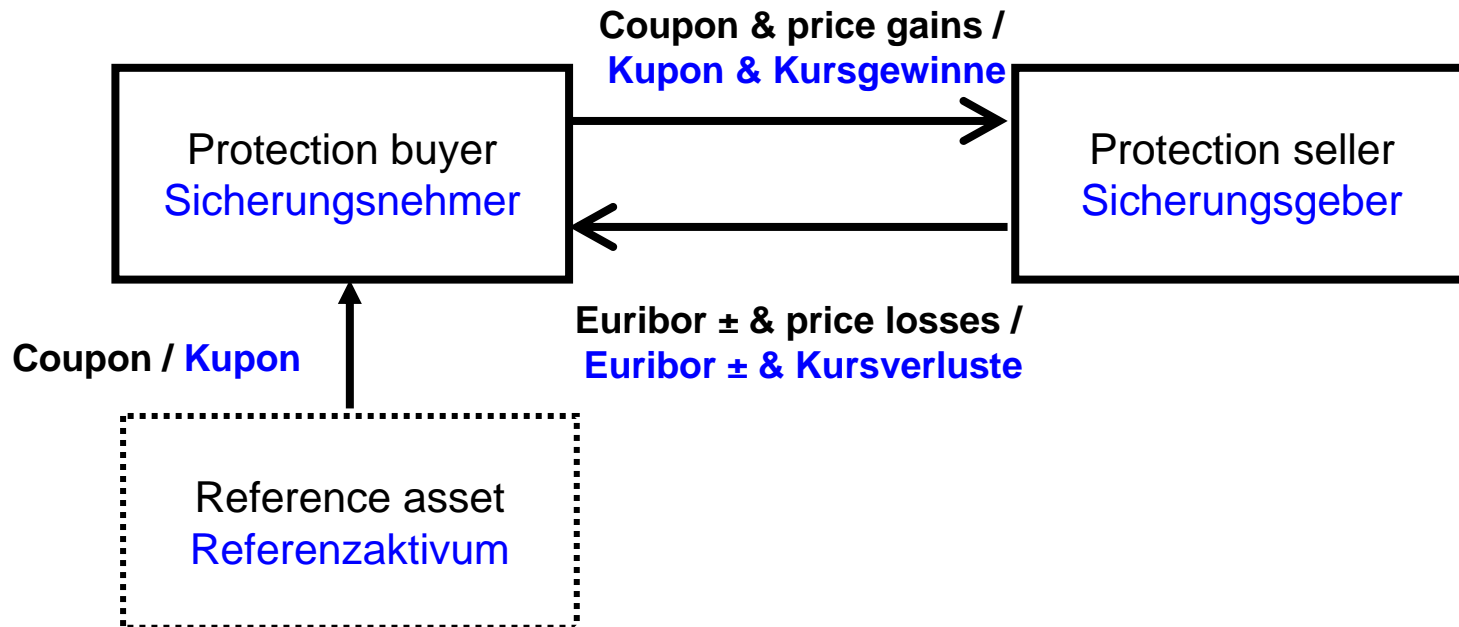 Coupon & price gains /
Kupon & Kursgewinne
Protection buyer
Sicherungsnehmer
Protection seller
Sicherungsgeber
Euribor ± & price losses /
Euribor ± & Kursverluste
Coupon / Kupon
Reference asset
Referenzaktivum